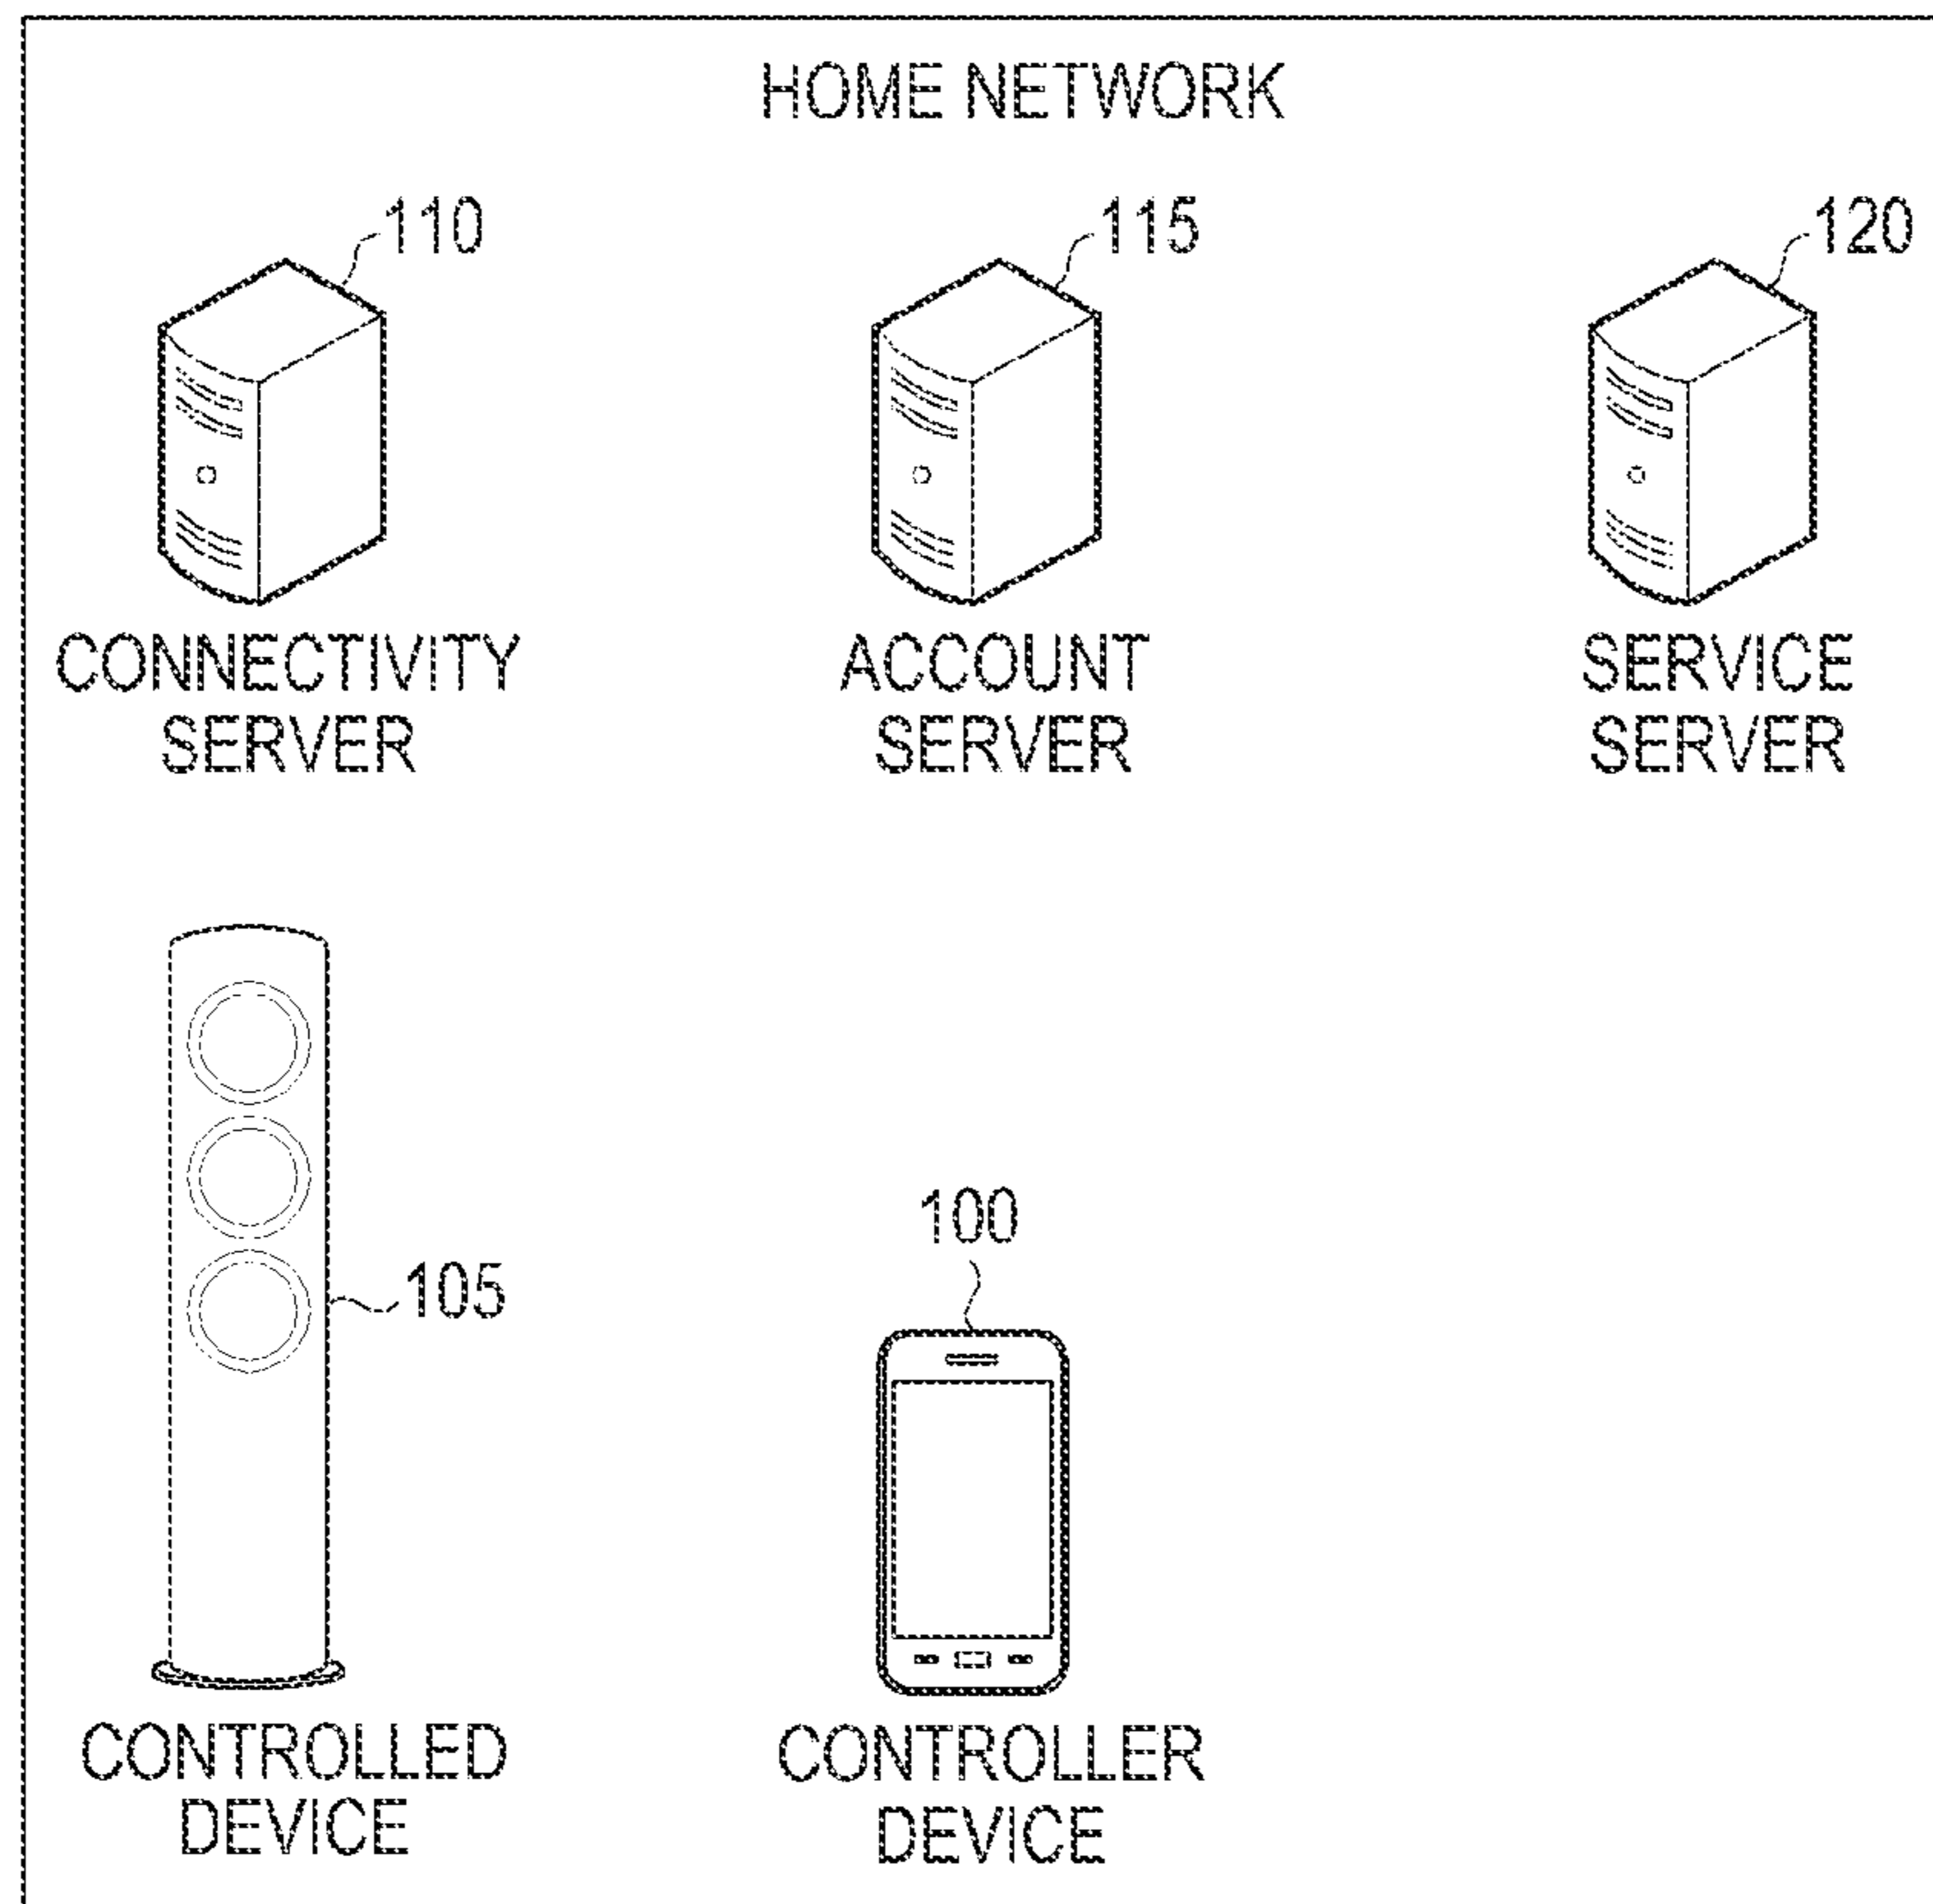 HOME NETWORK
110
115
120
CONNECTIVITY
SERVER
ACCOUNT
SERVER
SERVICE
SERVER
105
100
CONTROLLED
DEVICE
CONTROLLER
DEVICE